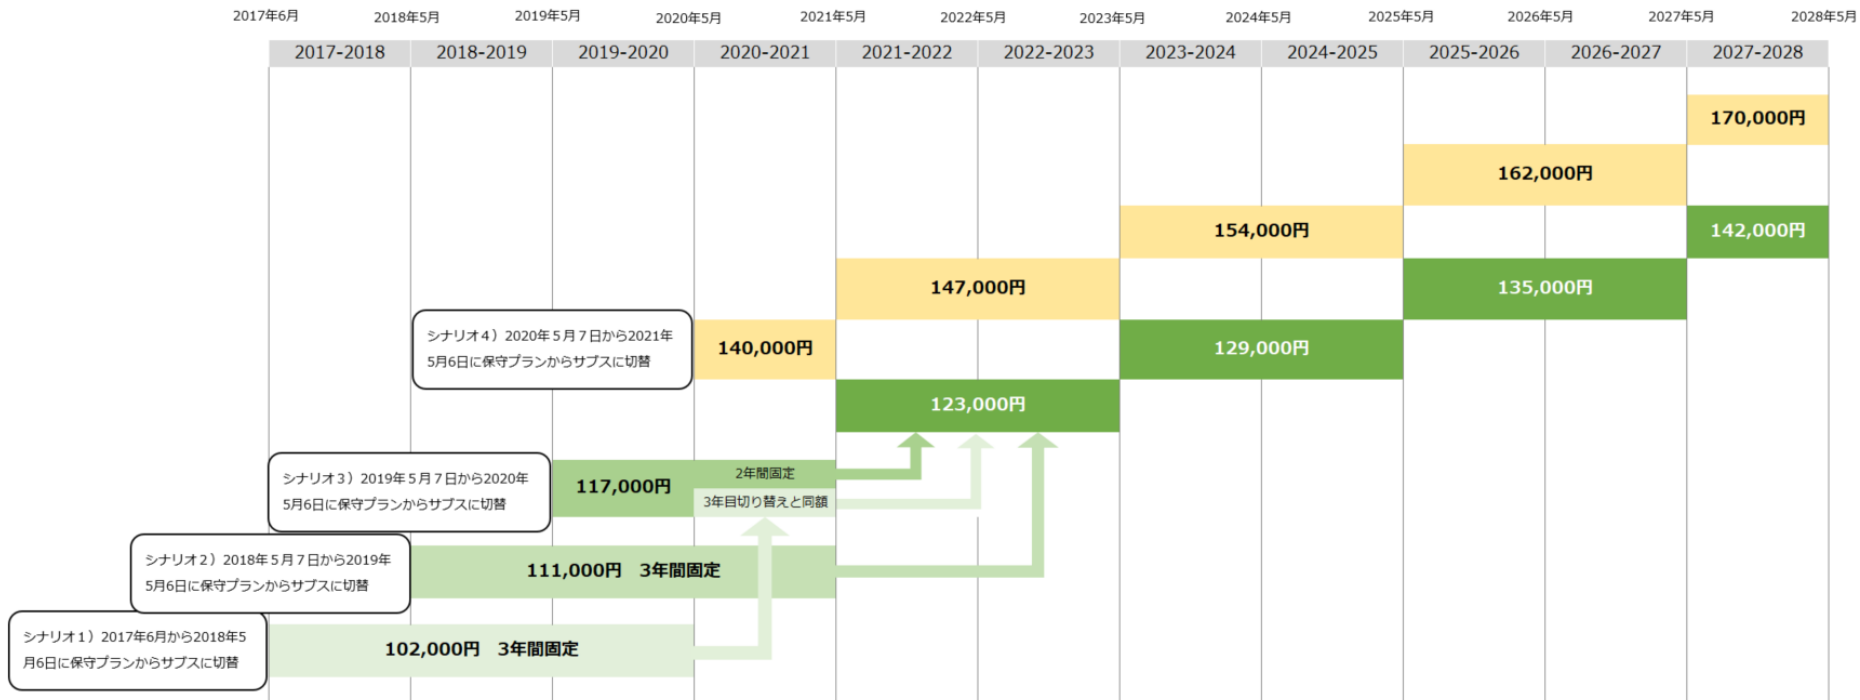 2017年6月
2018年5月
2019年5月
2020年5月
2021年5月
2022年5月
2023年5月
2024年5月
2025年5月
2026年5月
2027年5月
2028年5月
2017-2018
2018-2019
2019-2020
2020-2021
2021-2022
2022-2023
2023-2024
2024-2025
2025-2026
2026-2027
2027-2028
170,000円
162,000円
154,000円
142,000円
147,000円
135,000円
シナリオ4）2020年５月７日から2021年
5月6日に保守プランからサブスに切替
140,000円
129,000円
123,000円
シナリオ3）2019年５月７日から2020年
5月6日に保守プランからサブスに切替
117,000円
2年間固定
3年目切り替えと同額
シナリオ2）2018年５月７日から2019年
5月6日に保守プランからサブスに切替
111,000円　3年間固定
シナリオ1）2017年6月から2018年5
月6日に保守プランからサブスに切替
102,000円　3年間固定